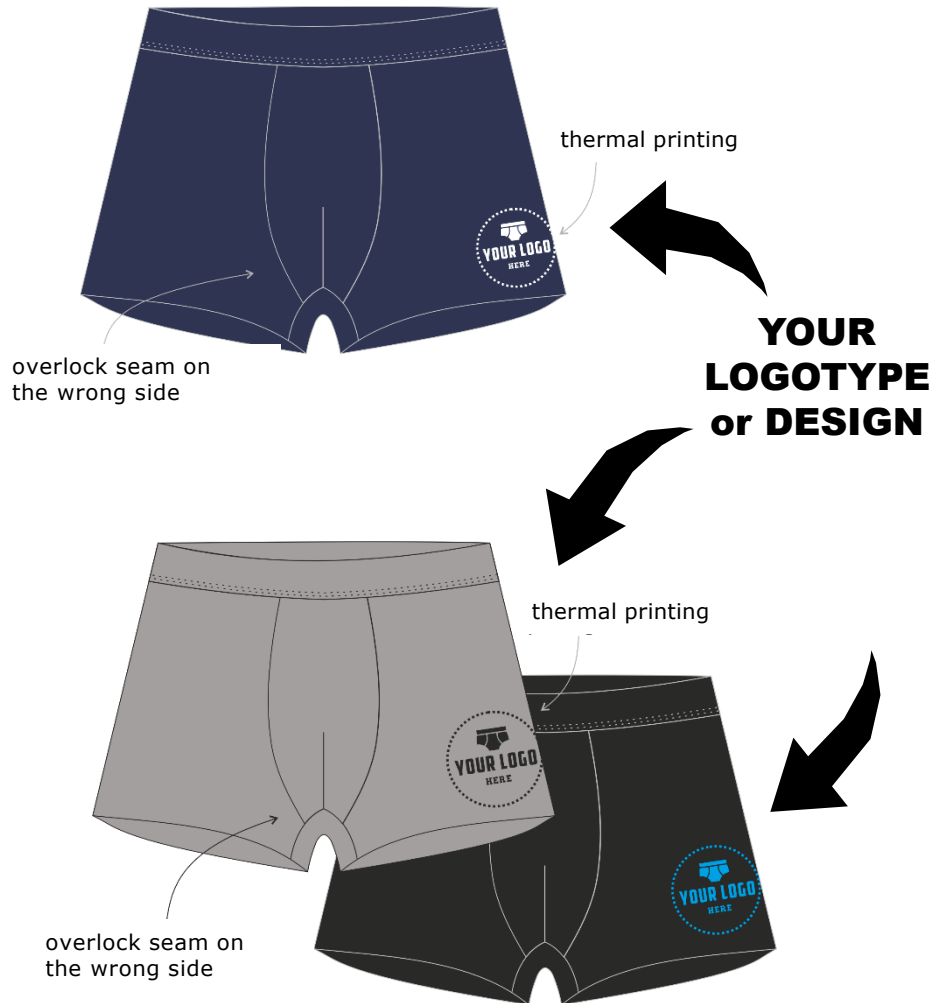 thermal printing
YOUR LOGO
HERE
overlock seam on
the wrong side
YOUR
LOGOTYPE
or DESIGN
thermal printing
YOUR LOGO
HERE
YOUR LOGO
HERE
overlock seam on
the wrong side